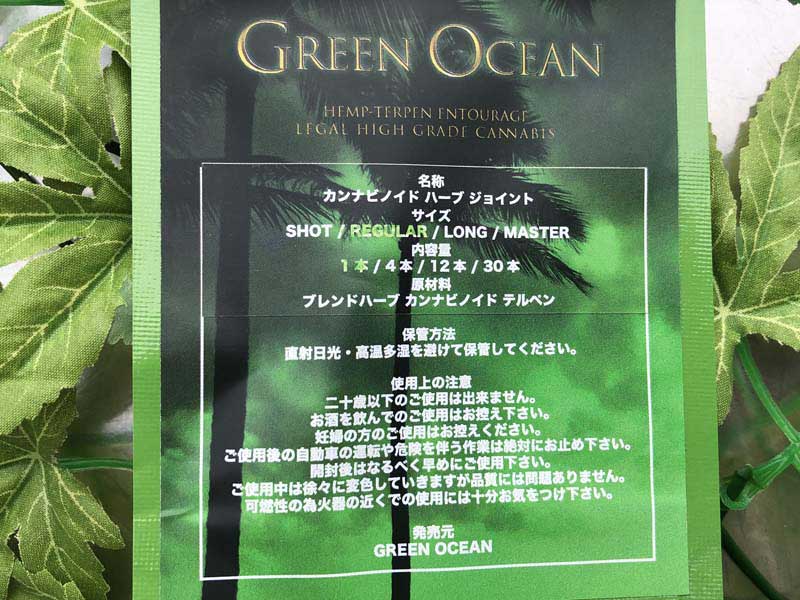 GREEN OCEAN
HEMP-TERPEN ENTOURAGE
LEGAL HIGH GRADE CANNABIS
名称
カンナビノイド ハーブ ジョイント
サイズ
SHOT / REGULAR / LONG / MASTER
内容量
1本 / 4本 / 12本 / 30本
原材料
ブレンドハーブ カンナビノイド テルペン
保管方法
直射日光・高温多湿を避けて保管してください。
使用上の注意
二十歳以下のご使用は出来ません。
お酒を飲んでのご使用はお控え下さい。
妊婦の方のご使用はお控えください。
ご使用後の自動車の運転や危険を伴う作業は絶対にお止め下さい。
開封後はなるべく早めにご使用下さい。
ご使用中は徐々に変色していきますが品質には問題ありません。
可燃性の為火器の近くでの使用には十分お気をつけ下さい。
発売元
GREEN OCEAN